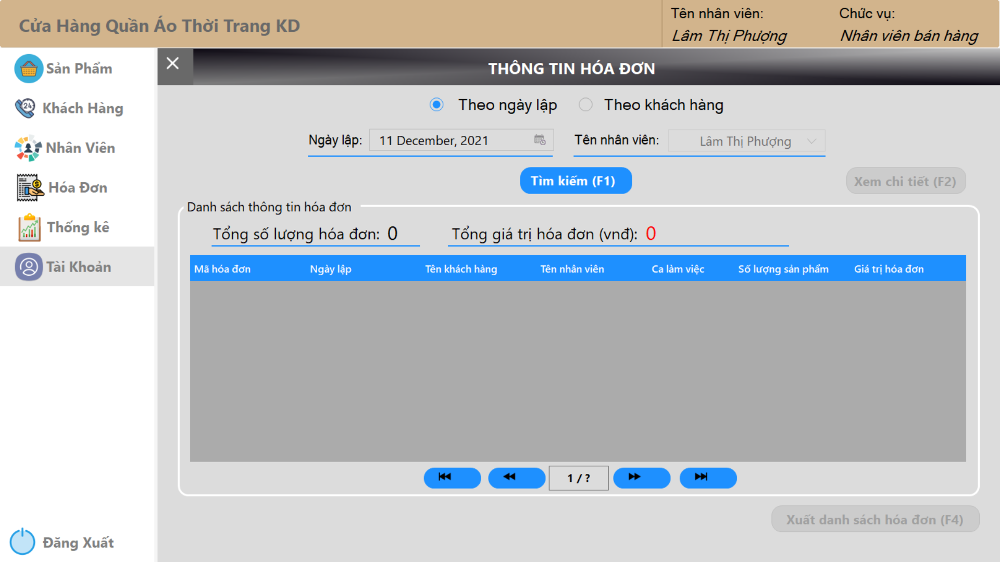 Cửa Hàng Quần Áo Thời Trang KD
Tên nhân viên:
Chức vụ:
Lâm Thị Phượng
Nhân viên bán hàng
Sản Phẩm
24
Khách Hàng
Nhân Viên
$
Hóa Đơn
Thống kê
Tài Khoản
Đăng Xuất
THÔNG TIN HÓA ĐƠN
Theo ngày lập
Theo khách hàng
Ngày lập: 11 December, 2021
Tên nhân viên: Lâm Thị Phượng
Tìm kiếm (F1)
Xem chi tiết (F2)
Danh sách thông tin hóa đơn
Tổng số lượng hóa đơn: 0
Tổng giá trị hóa đơn (vnđ): 0
Mã hóa đơn Ngày lập Tên khách hàng Tên nhân viên Ca làm việc Số lượng sản phẩm Giá trị hóa đơn
1 / ?
Xuất danh sách hóa đơn (F4)